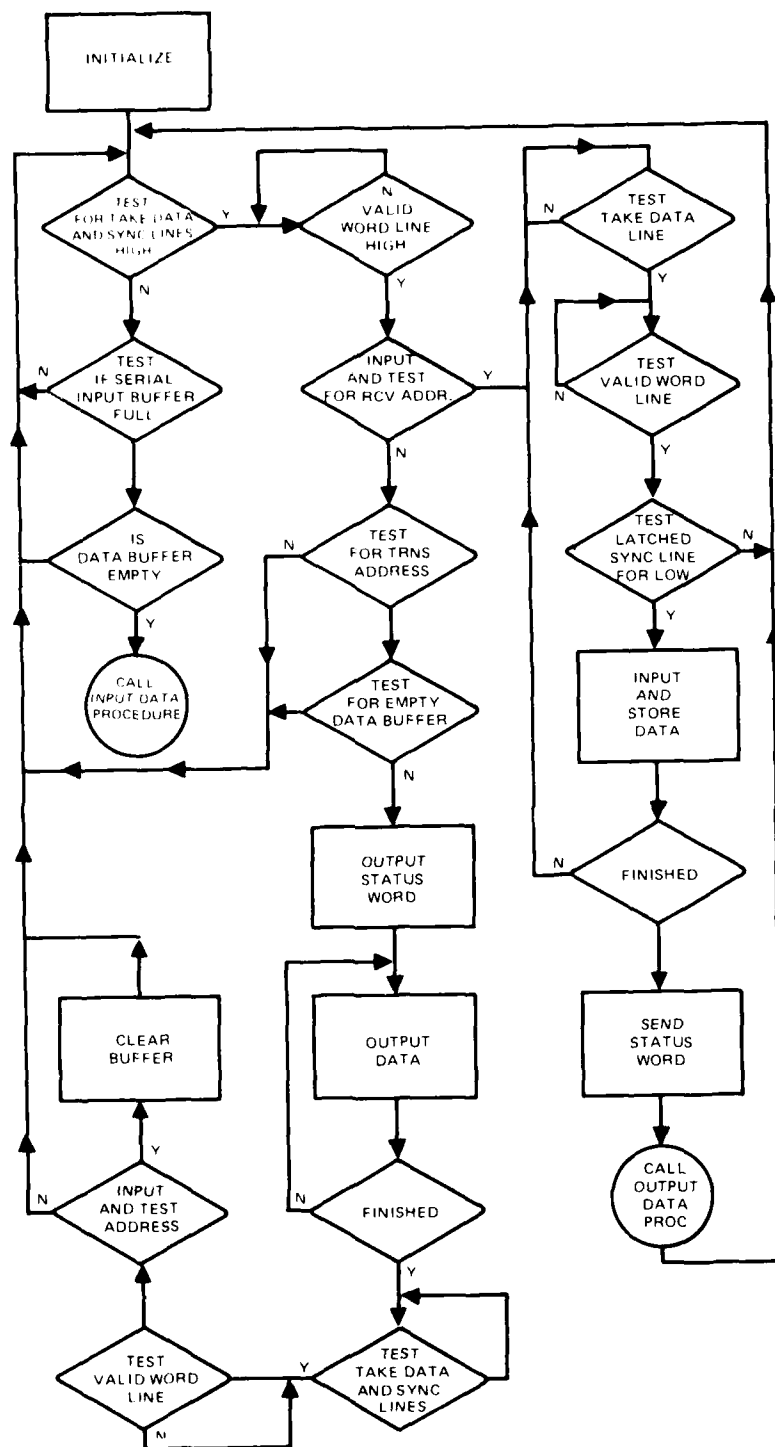 INITIALIZE
TEST
FOR TAKE DATA
AND SYNC LINES
HIGH
Y
N
N
VALID
WORD LINE
HIGH
Y
TEST
TAKE DATA
LINE
N
Y
TEST
IF SERIAL
INPUT BUFFER
FULL
N
INPUT
AND TEST
FOR RCV ADDR.
Y
N
TEST
VALID WORD
LINE
N
Y
IS
DATA BUFFER
EMPTY
Y
TEST
FOR TRNS
ADDRESS
N
TEST
LATCHED
SYNC LINE
FOR LOW
N
Y
CALL
INPUT DATA
PROCEDURE
TEST
FOR EMPTY
DATA BUFFER
N
INPUT
AND
STORE
DATA
OUTPUT
STATUS
WORD
FINISHED
N
CLEAR
BUFFER
OUTPUT
DATA
SEND
STATUS
WORD
Y
INPUT
AND TEST
ADDRESS
N
FINISHED
N
Y
CALL
OUTPUT
DATA
PROC
TEST
VALID WORD
LINE
N
Y
TEST
TAKE DATA
AND SYNC
LINES